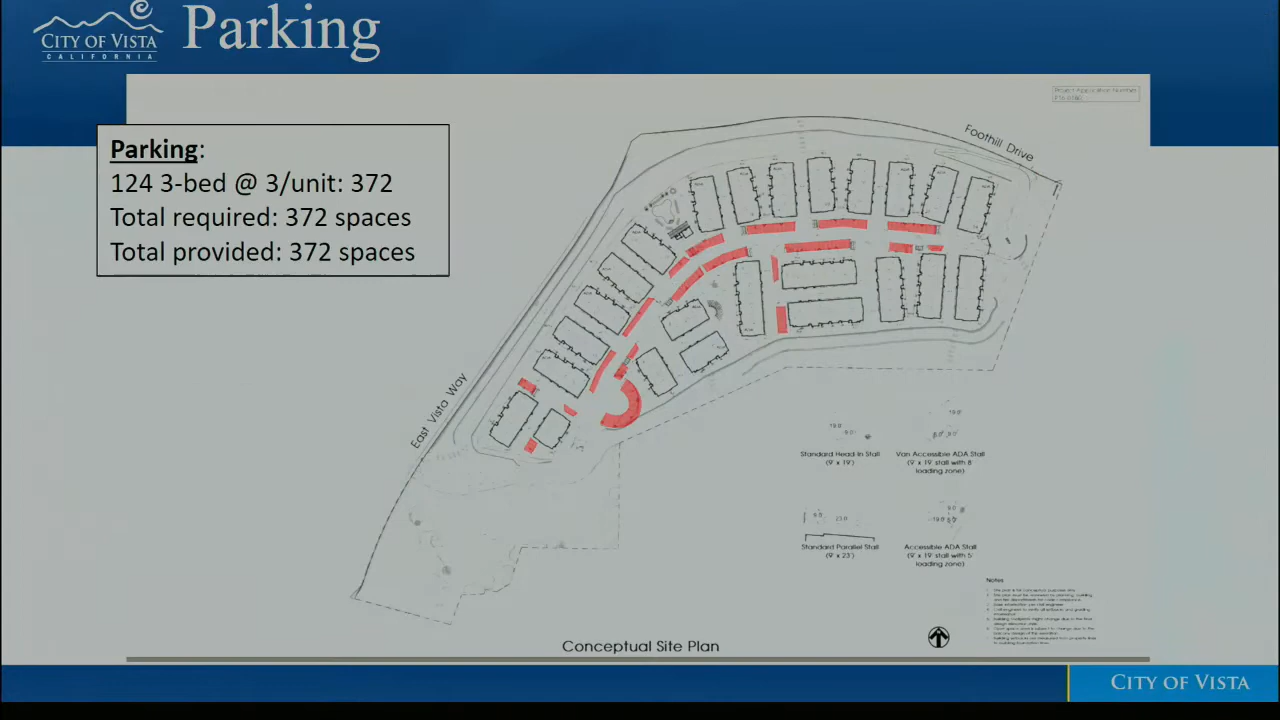 CITY OF VISTA
CALIFORNIA
Parking
Project Application Number
Parking:
124 3-bed @ 3/unit: 372
Total required: 372 spaces
Total provided: 372 spaces
Foothill Drive
East Vista Way
Standard Head In Stall
(9' x 19')
Van Accessible ADA Stall
(9' x 19' stall with 8'
loading zone)
Standard Parallel Stall
(9' x 23')
Accessible ADA Stall
(9' x 19' stall with 5'
loading zone)
Notes
Conceptual Site Plan
CITY OF VISTA